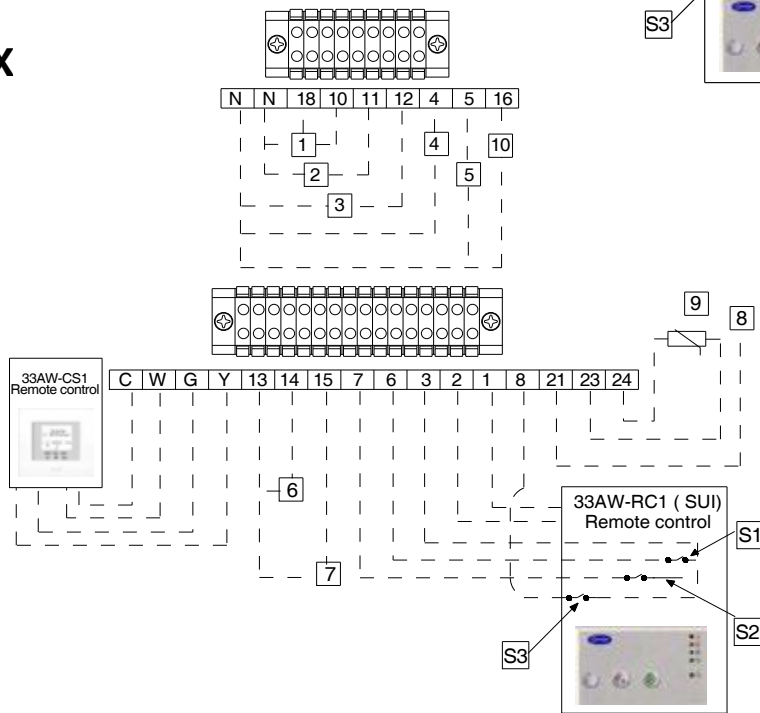 S3
X
N N 18 10 11 12 4 5 16
1
4
10
2
5
3
9
8
33AW-CS1
Remote control
C W G Y 13 14 15 7 6 3 2 1 8 21 23 24
6
33AW-RC1 ( SUI)
Remote control
S1
7
S2
S3